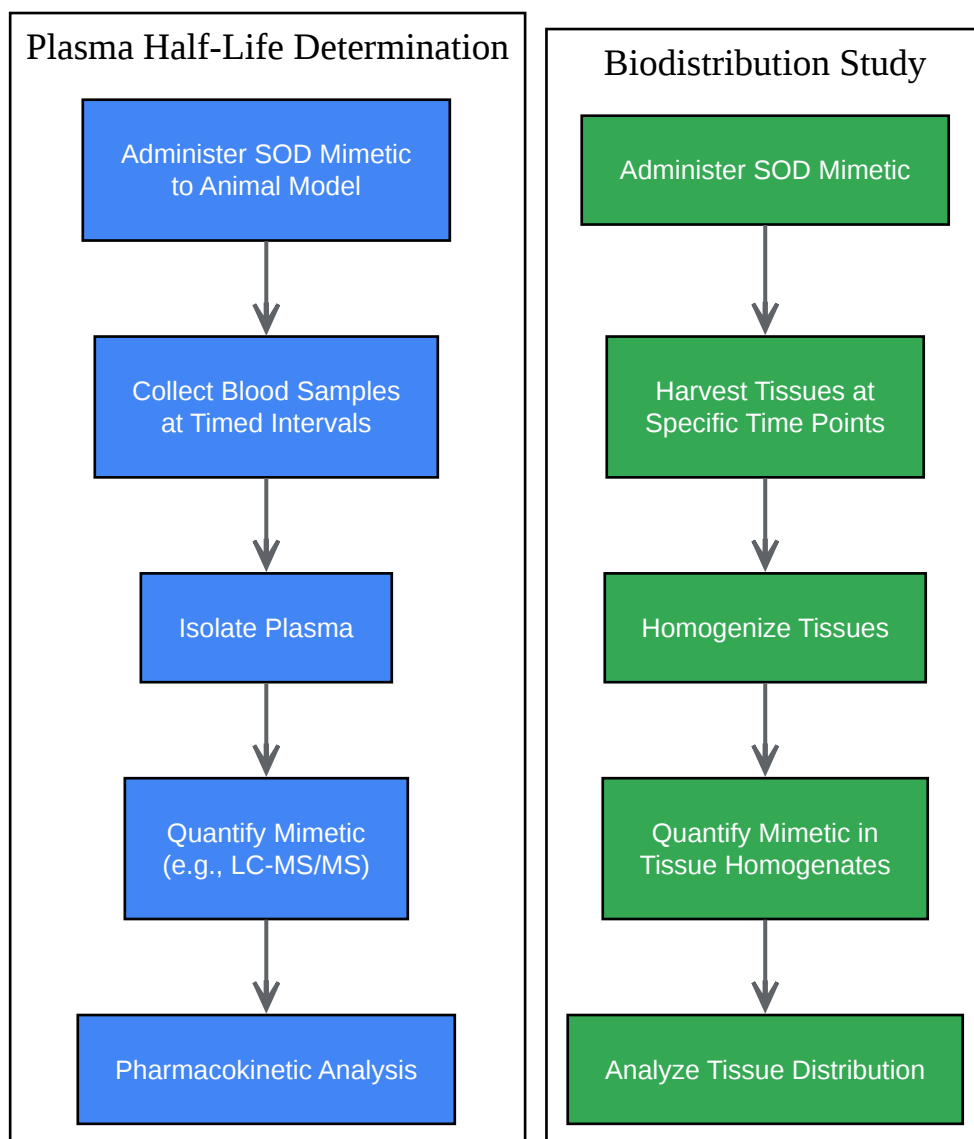 Plasma Half-Life Determination
Administer SOD Mimetic
to Animal Model
Collect Blood Samples
at Timed Intervals
Isolate Plasma
Quantify Mimetic
(e.g., LC-MS/MS)
Pharmacokinetic Analysis
Biodistribution Study
Administer SOD Mimetic
Harvest Tissues at
Specific Time Points
Homogenize Tissues
Quantify Mimetic in
Tissue Homogenates
Analyze Tissue Distribution